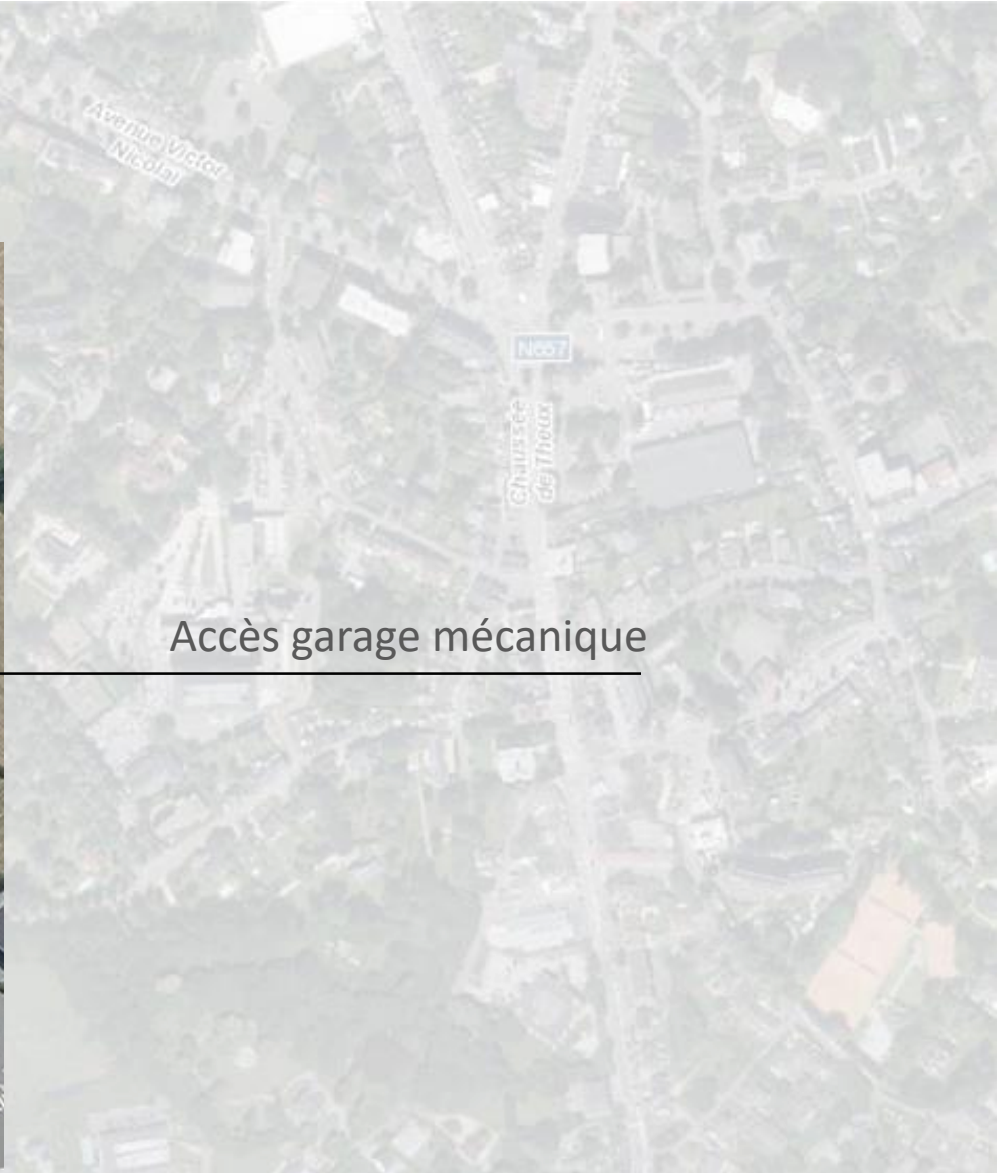 Avenue Victor
Nicolaï
N657
Chaussée
de Theux
Accès garage mécanique